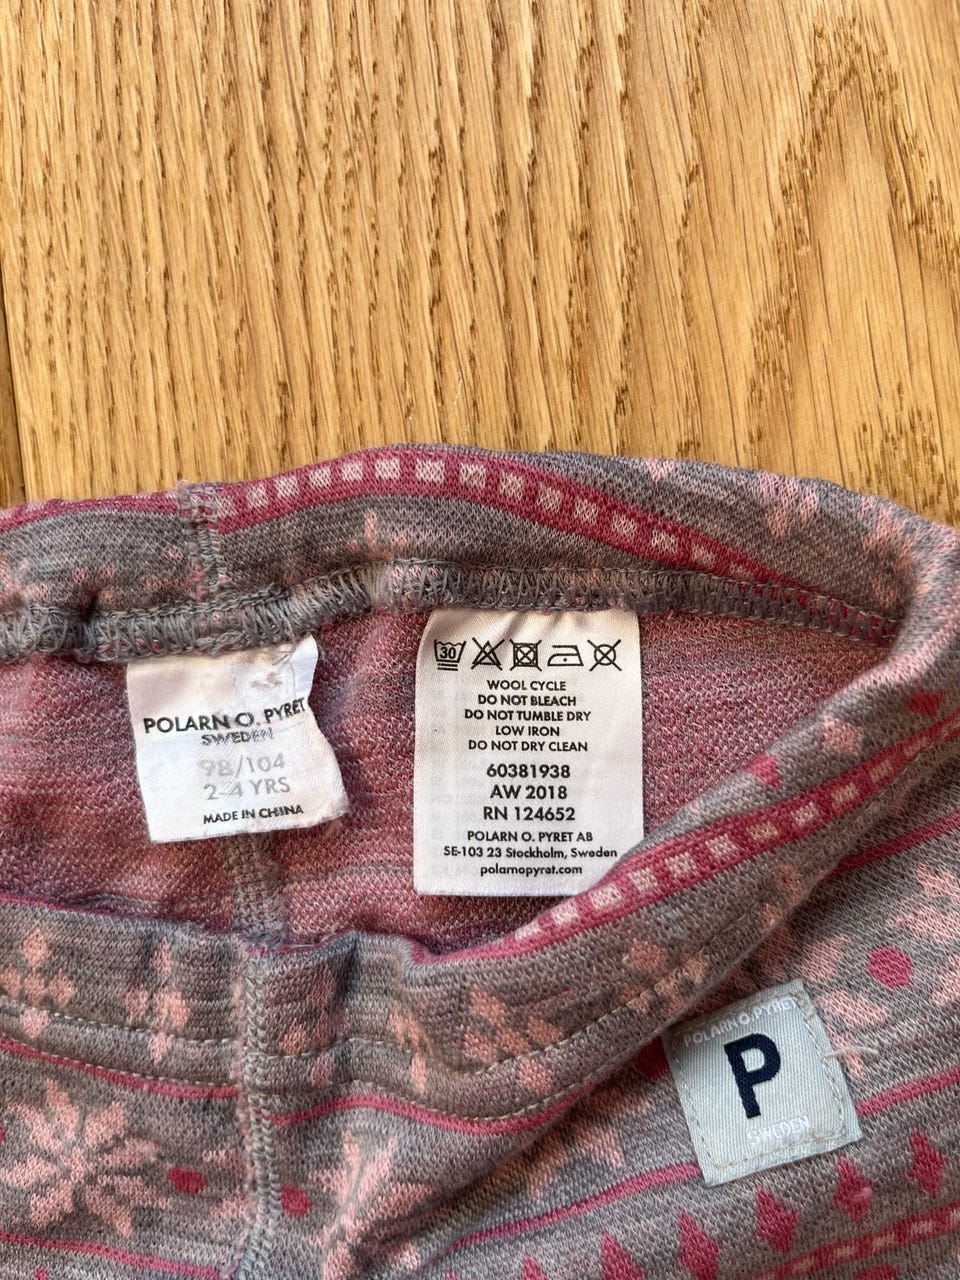 POLARN O. PYRET
SWEDEN
98/104
2-4 YRS
MADE IN CHINA
30
WOOL CYCLE
DO NOT BLEACH
DO NOT TUMBLE DRY
LOW IRON
DO NOT DRY CLEAN
60381938
AW 2018
RN 124652
POLARN O. PYRET AB
SE-103 23 Stockholm, Sweden
polarnopyret.com
POLARN O. PYRET
P
SWEDEN